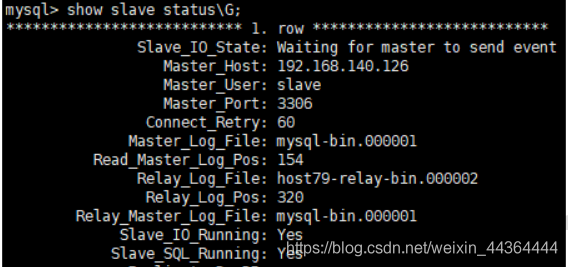 mysql> show slave status\G;
*************************** 1. row ***************************
Slave_IO_State: Waiting for master to send event
Master_Host: 192.168.140.126
Master_User: slave
Master_Port: 3306
Connect_Retry: 60
Master_Log_File: mysql-bin.000001
Read_Master_Log_Pos: 154
Relay_Log_File: host79-relay-bin.000002
Relay_Log_Pos: 320
Relay_Master_Log_File: mysql-bin.000001
Slave_IO_Running: Yes
https://blog.csdn.net/weixin_44364444
Slave_SQL_Running: Yes